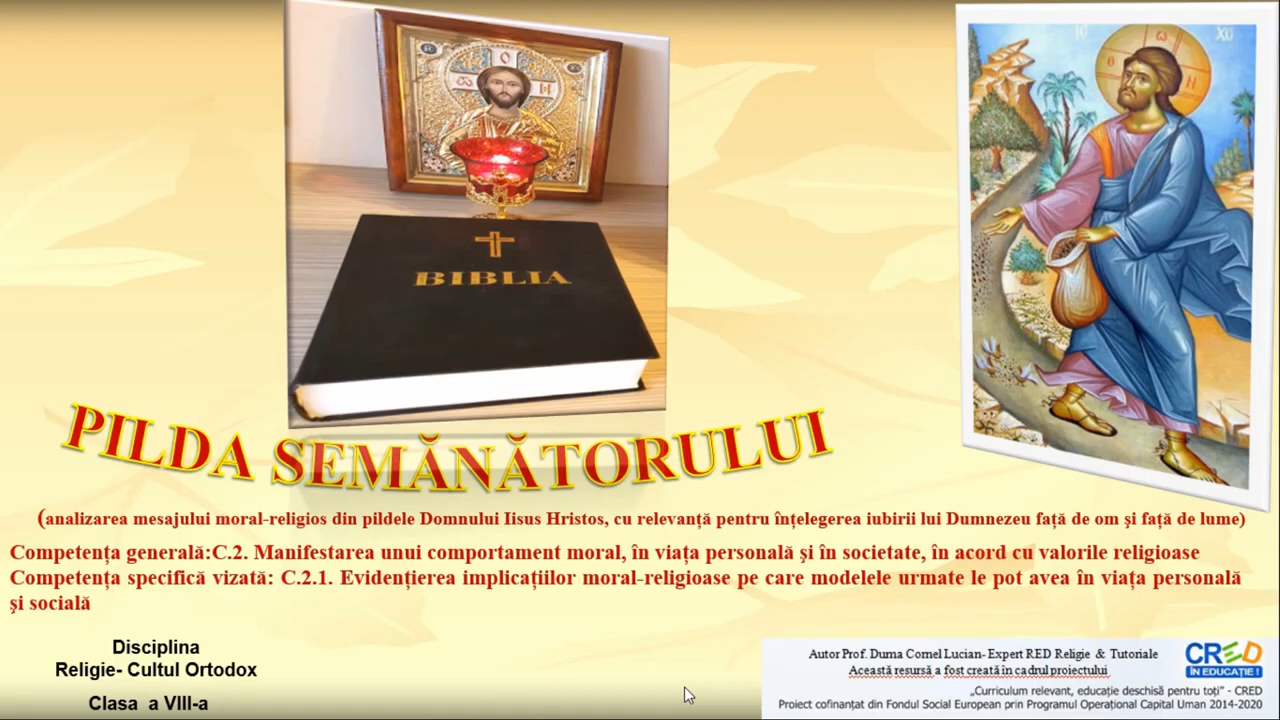 Ὁ
Ὤ Ν
BIBLIA
ΙϹ ΧϹ
Ὤ
Ο Η
PILDA SEMĂNĂTORULUI
(analizarea mesajului moral-religios din pildele Domnului Iisus Hristos, cu relevanță pentru înțelegerea iubirii lui Dumnezeu față de om şi față de lume)
Competența generală:C.2. Manifestarea unui comportament moral, în viața personală şi în societate, în acord cu valorile religioase
Competența specifică vizată: C.2.1. Evidențierea implicațiilor moral-religioase pe care modelele urmate le pot avea în viața personală
şi socială
Disciplina
Religie- Cultul Ortodox
Clasa a VIII-a
Autor Prof. Duma Cornel Lucian- Expert RED Religie & Tutoriale
Această resursă a fost creată în cadrul proiectului
CRED
ÎN EDUCAȚIE !
„Curriculum relevant, educație deschisă pentru toți” - CRED
Proiect cofinanțat din Fondul Social European prin Programul Operațional Capital Uman 2014-2020